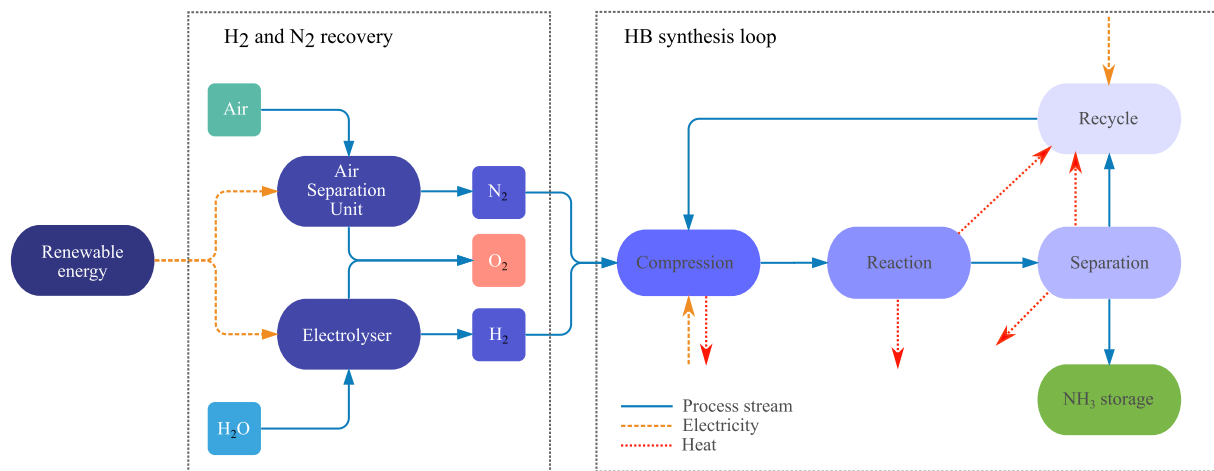 H₂ and N₂ recovery
HB synthesis loop
Air
Recycle
Air
Separation
Unit
N₂
Renewable
energy
O₂
Compression
Reaction
Separation
Electrolyser
H₂
H₂O
NH₃ storage
Process stream
Electricity
Heat